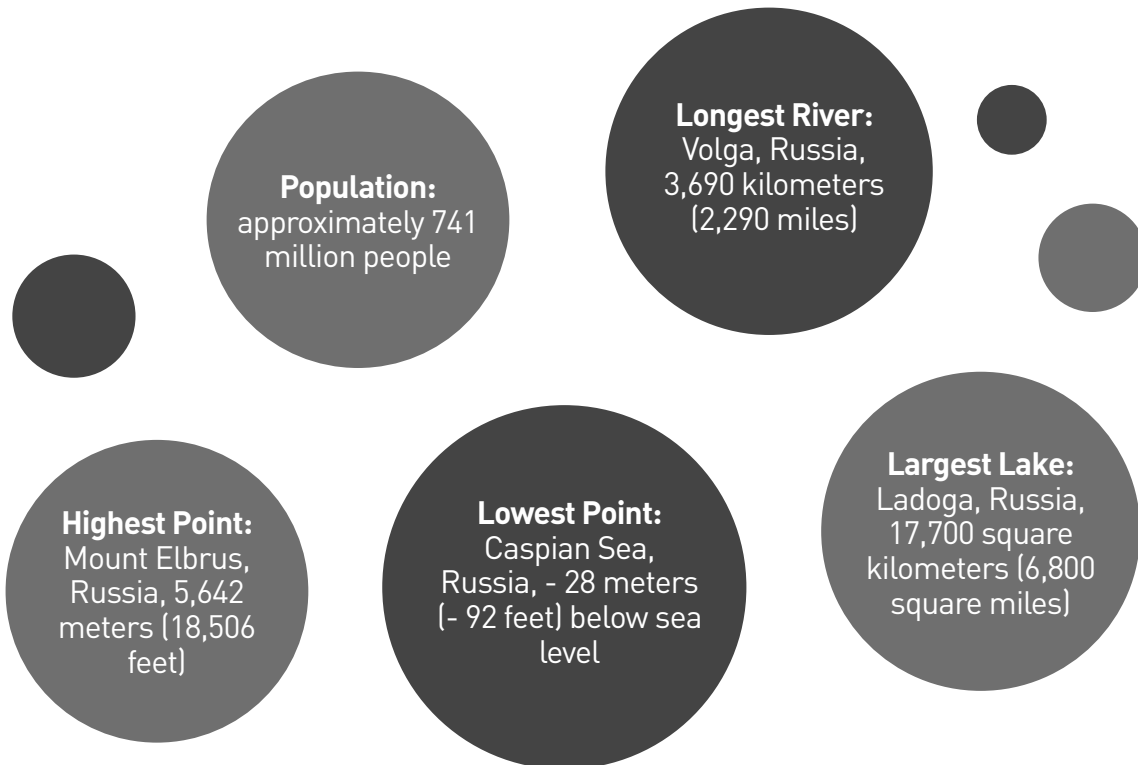 Population:
approximately 741
million people
Longest River:
Volga, Russia,
3,690 kilometers
(2,290 miles)
Highest Point:
Mount Elbrus,
Russia, 5,642
meters (18,506
feet)
Lowest Point:
Caspian Sea,
Russia, - 28 meters
(- 92 feet) below sea
level
Largest Lake:
Ladoga, Russia,
17,700 square
kilometers (6,800
square miles)